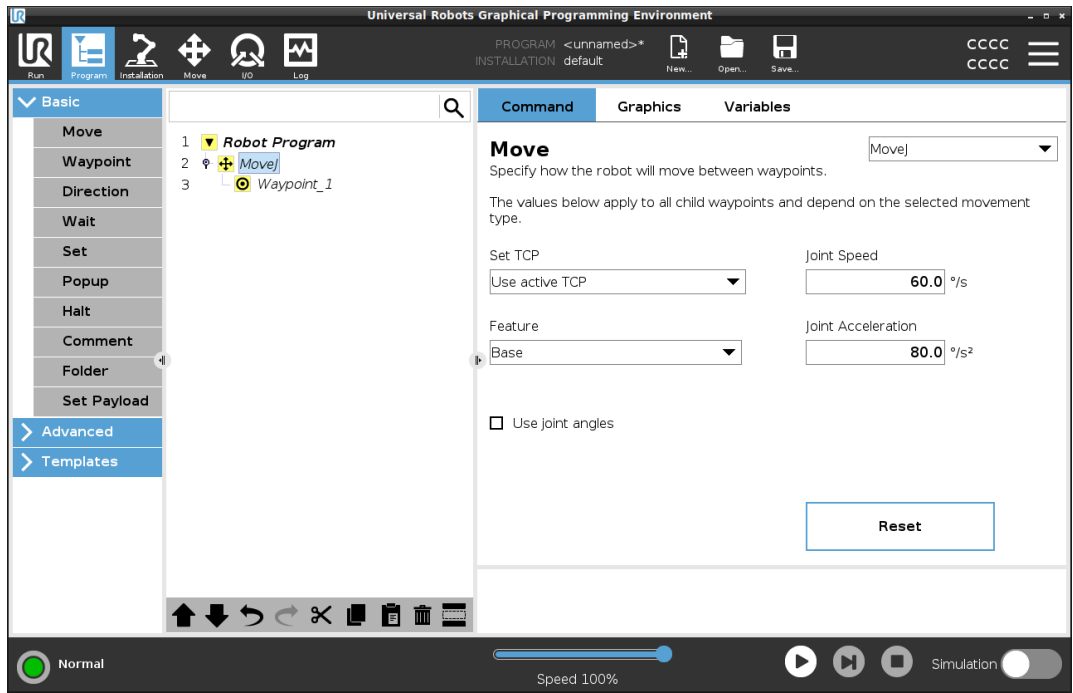 Universal Robots Graphical Programming Environment
Run
Program
Installation
Move
I/O
Log
PROGRAM <unnamed>*
INSTALLATION default
New...
Open...
Save...
CCCC
CCCC
Basic
Move
Waypoint
Direction
Wait
Set
Popup
Halt
Comment
Folder
Set Payload
Advanced
Templates
1 Robot Program
2 MoveJ
3 Waypoint_1
Command Graphics Variables
Move
MoveJ
Specify how the robot will move between waypoints.
The values below apply to all child waypoints and depend on the selected movement
type.
Set TCP
Use active TCP
Joint Speed
60.0 °/s
Feature
Base
Joint Acceleration
80.0 °/s²
Use joint angles
Reset
Normal
Speed 100%
Simulation